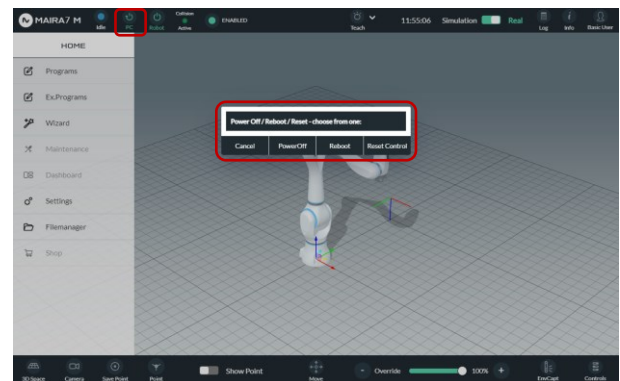 MAIRA7 M
Idle
PC
Robot
Collision
Active
ENABLED
Teach
11:55:06
Simulation
Real
Log
Info
Basic User
HOME
Programs
Ex.Programs
Wizard
Maintenance
Dashboard
Settings
Filemanager
Shop
Power Off / Reboot / Reset - choose from one:
Cancel
PowerOff
Reboot
Reset Control
3D Space
Camera
Save Point
Point
Show Point
Move
- Override 100% +
EnvCapt
Controls